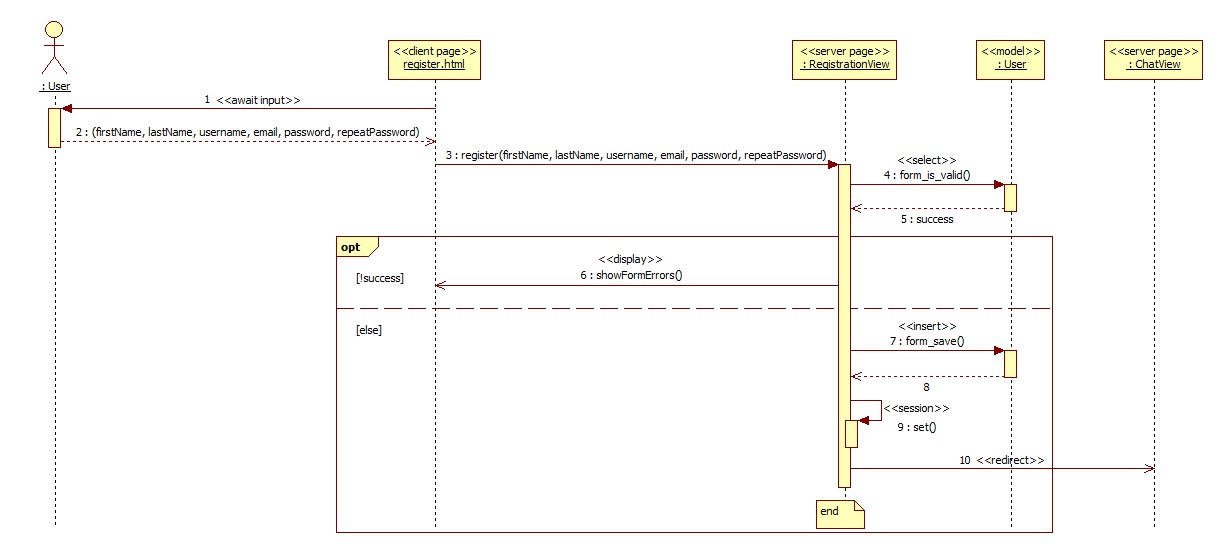 : User
<<client page>>
register.html
<<server page>>
: RegistrationView
<<model>>
: User
<<server page>>
: ChatView
1 <<await input>>
2 : (firstName, lastName, username, email, password, repeatPassword)
3 : register(firstName, lastName, username, email, password, repeatPassword)
<<select>>
4 : form_is_valid()
5 : success
opt
[!success]
<<display>>
6 : showFormErrors()
[else]
<<insert>>
7 : form_save()
8
<<session>>
9 : set()
10 <<redirect>>
end